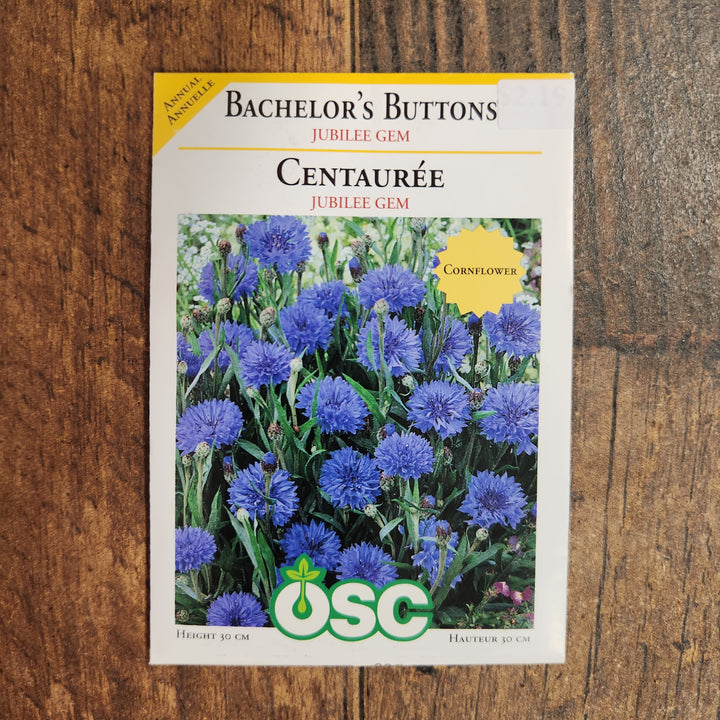 ANNUAL
ANNUELLE
BACHELOR'S BUTTONS
JUBILEE GEM
CENTAURÉE
JUBILEE GEM
CORNFLOWER
OSC
HEIGHT 30 CM
HAUTEUR 30 CM